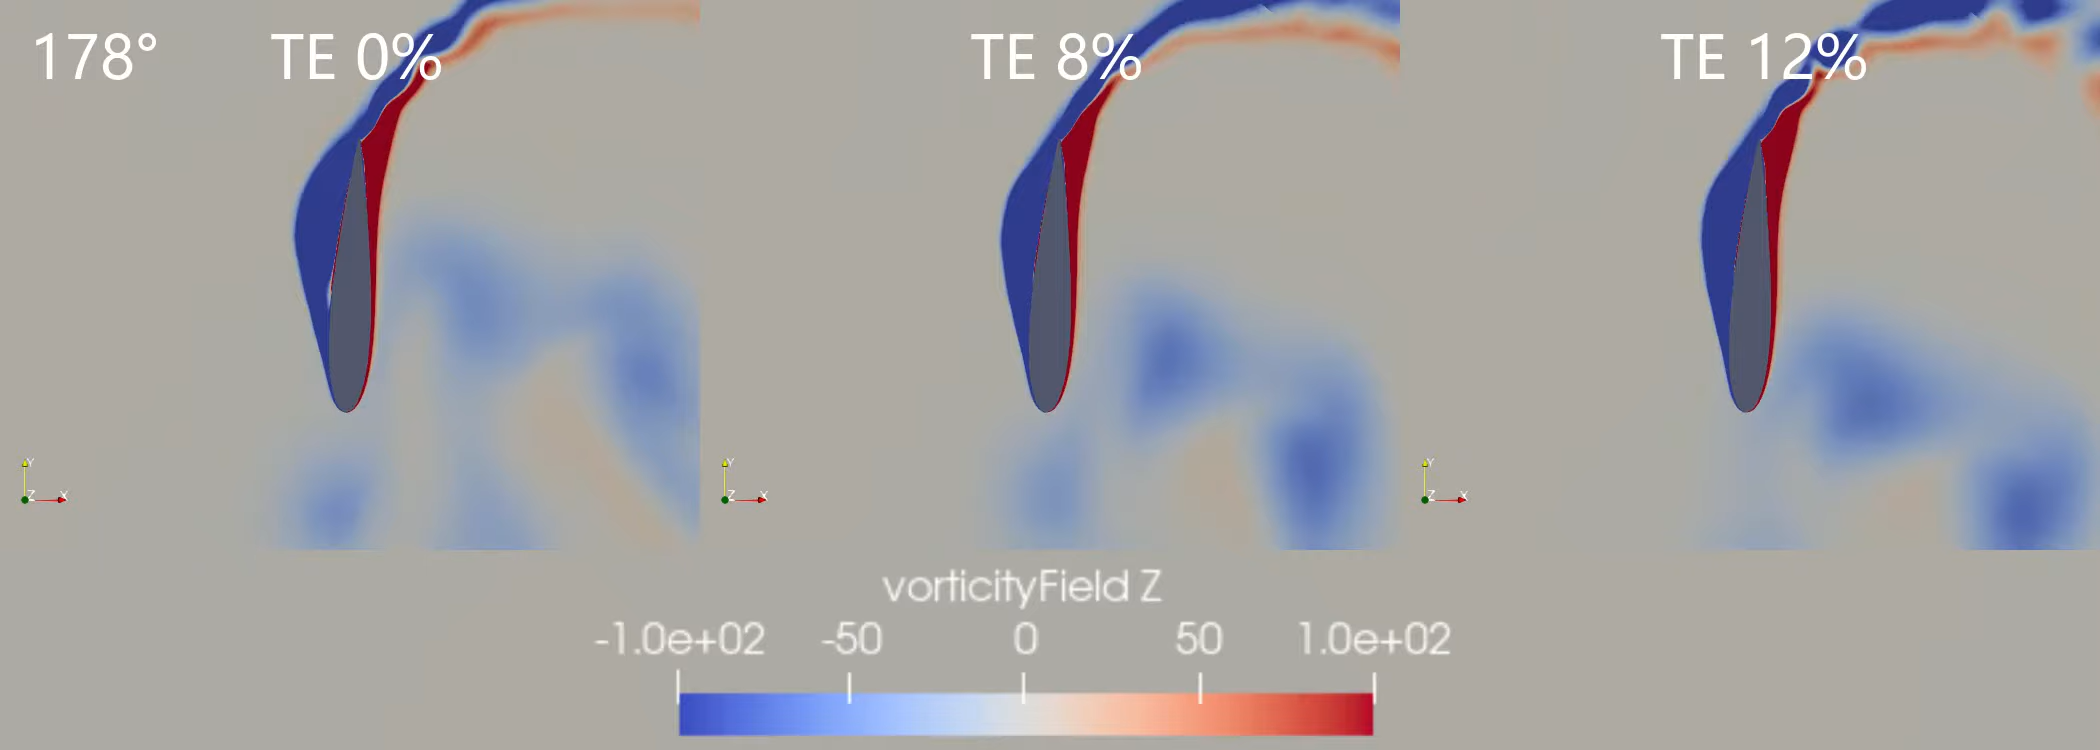 178° TE 0% TE 8% TE 12%
Y Y Y
Z X Z X Z X
vorticityField Z
-1.0e+02 -50 0 50 1.0e+02